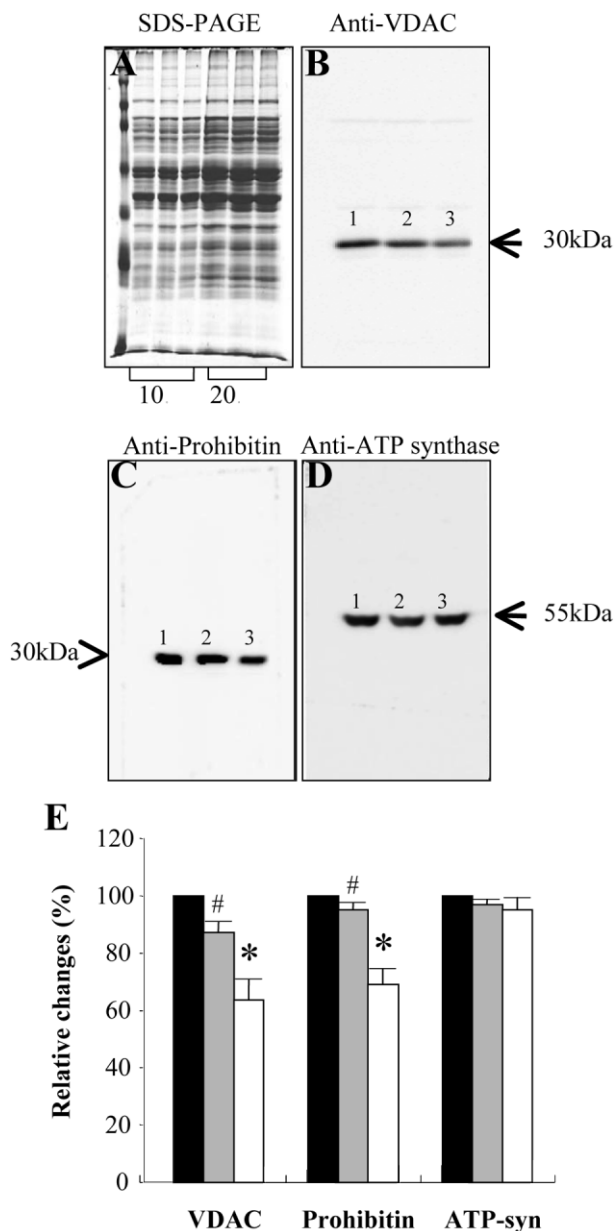 SDS-PAGE
Anti-VDAC
A
B
1 2 3
30kDa
10 20
Anti-Prohibitin
Anti-ATP synthase
C
D
1 2 3
1 2 3
30kDa
55kDa
E
Relative changes (%)
120
100
80
60
40
20
0
#
*
#
*
VDAC Prohibitin ATP-syn